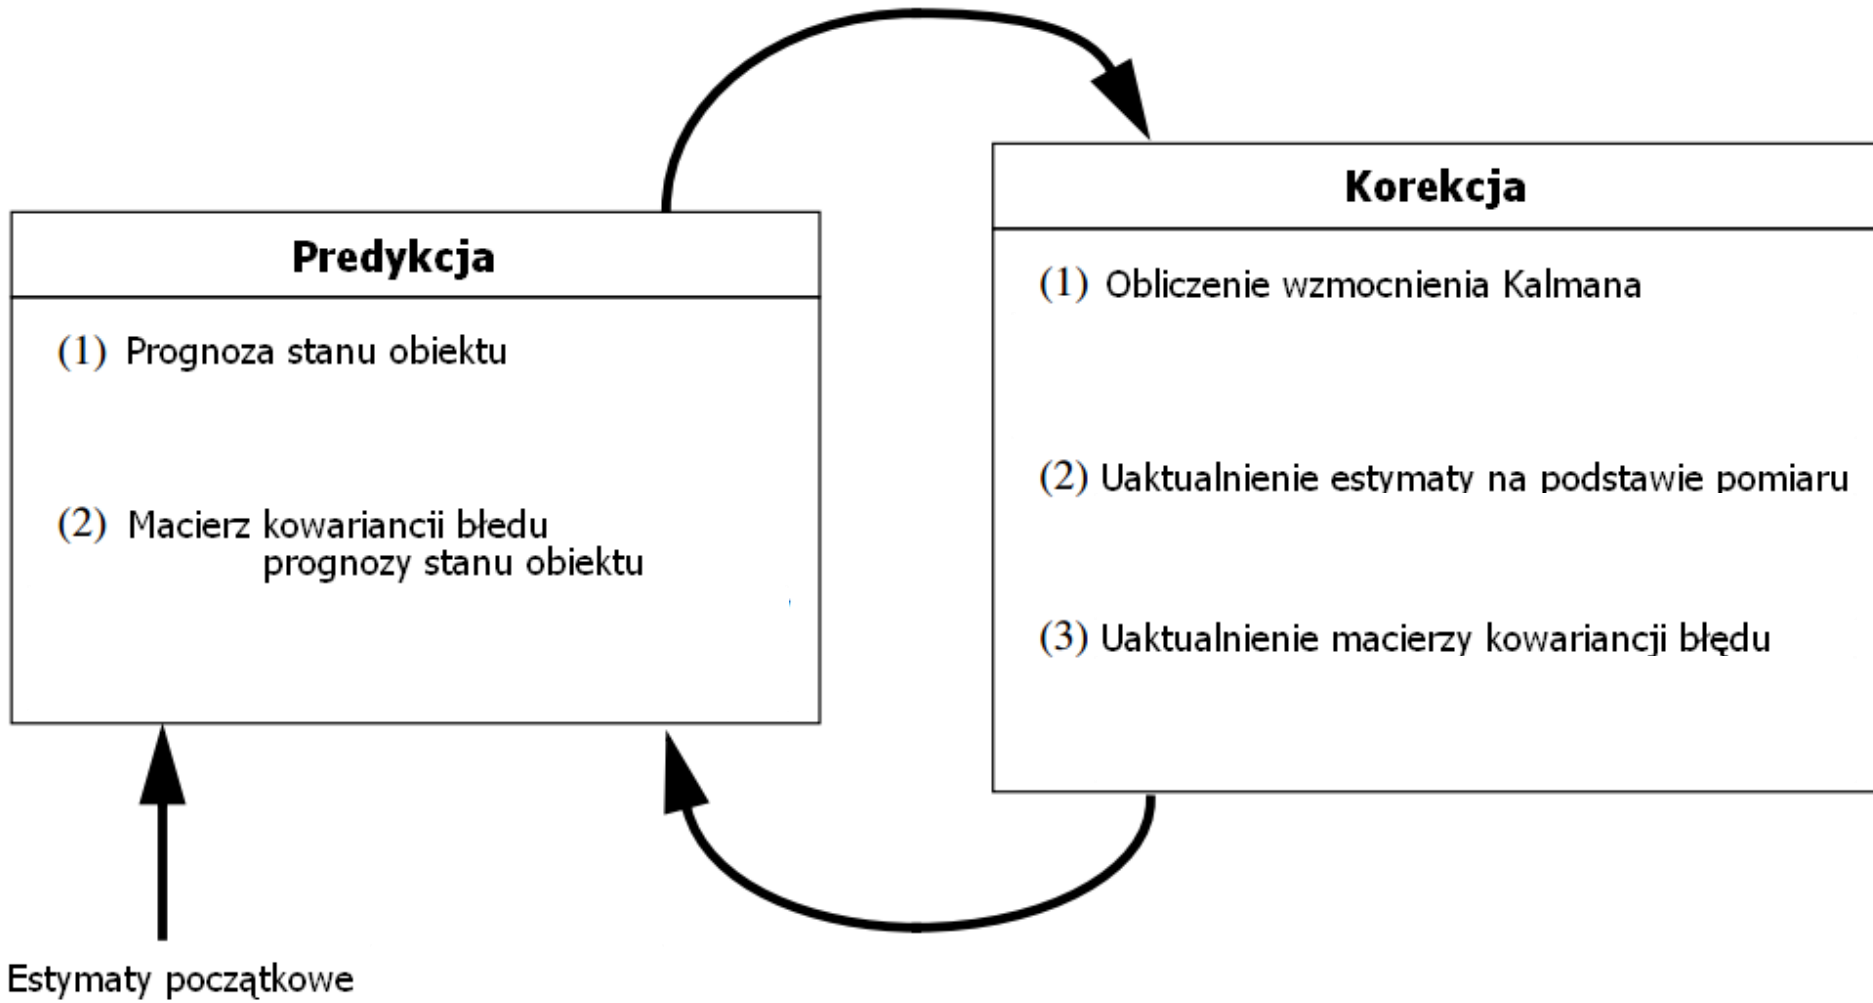 Predykcja
(1) Prognoza stanu obiektu
(2) Macierz kowariancii błedu
prognozy stanu obiektu
Korekcja
(1) Obliczenie wzmocnienia Kalmana
(2) Uaktualnienie estymaty na podstawie pomiaru
(3) Uaktualnienie macierzy kowariancji błędu
Estymaty początkowe